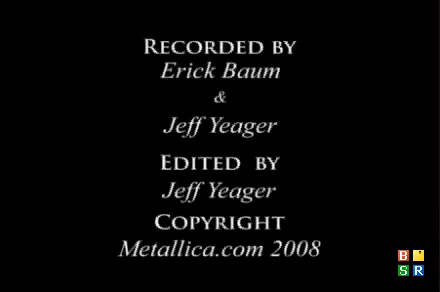 RECORDED BY
Erick Baum
&
Jeff Yeager
EDITED BY
Jeff Yeager
COPYRIGHT
Metallica.com 2008
B
S R